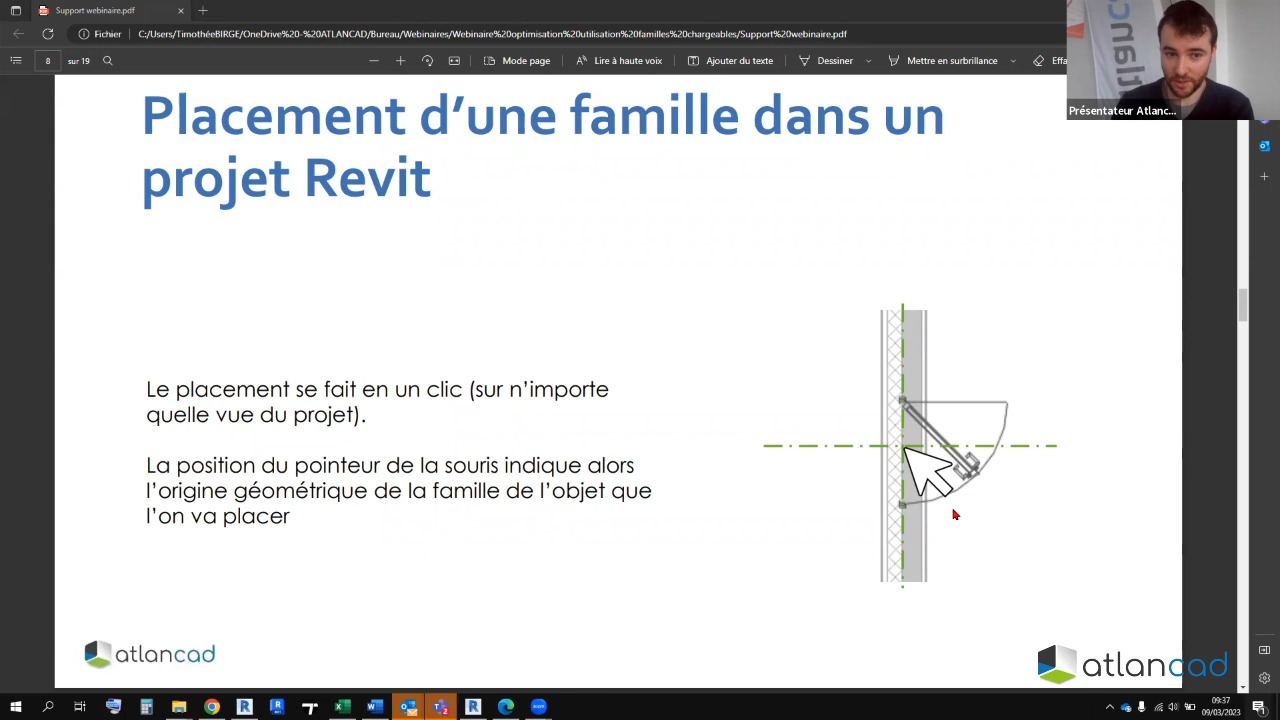 Support webinaire.pdf
Fichier
C:/Users/TimothéeBIRGE/OneDrive%20-%20ATLANCAD/Bureau/Webinaires/Webinaire%20optimisation%20utilisation%20familles%20chargeables/Support%20webinaire.pdf
8 sur 19
Mode page
Lire à haute voix
Ajouter du texte
Dessiner
Mettre en surbrillance
Effa
Présentateur Atlanc...
Placement d’une famille dans un
projet Revit
Le placement se fait en un clic (sur n’importe
quelle vue du projet).
La position du pointeur de la souris indique alors
l’origine géométrique de la famille de l’objet que
l’on va placer
atlancad
atlancad
09:37
09/03/2023